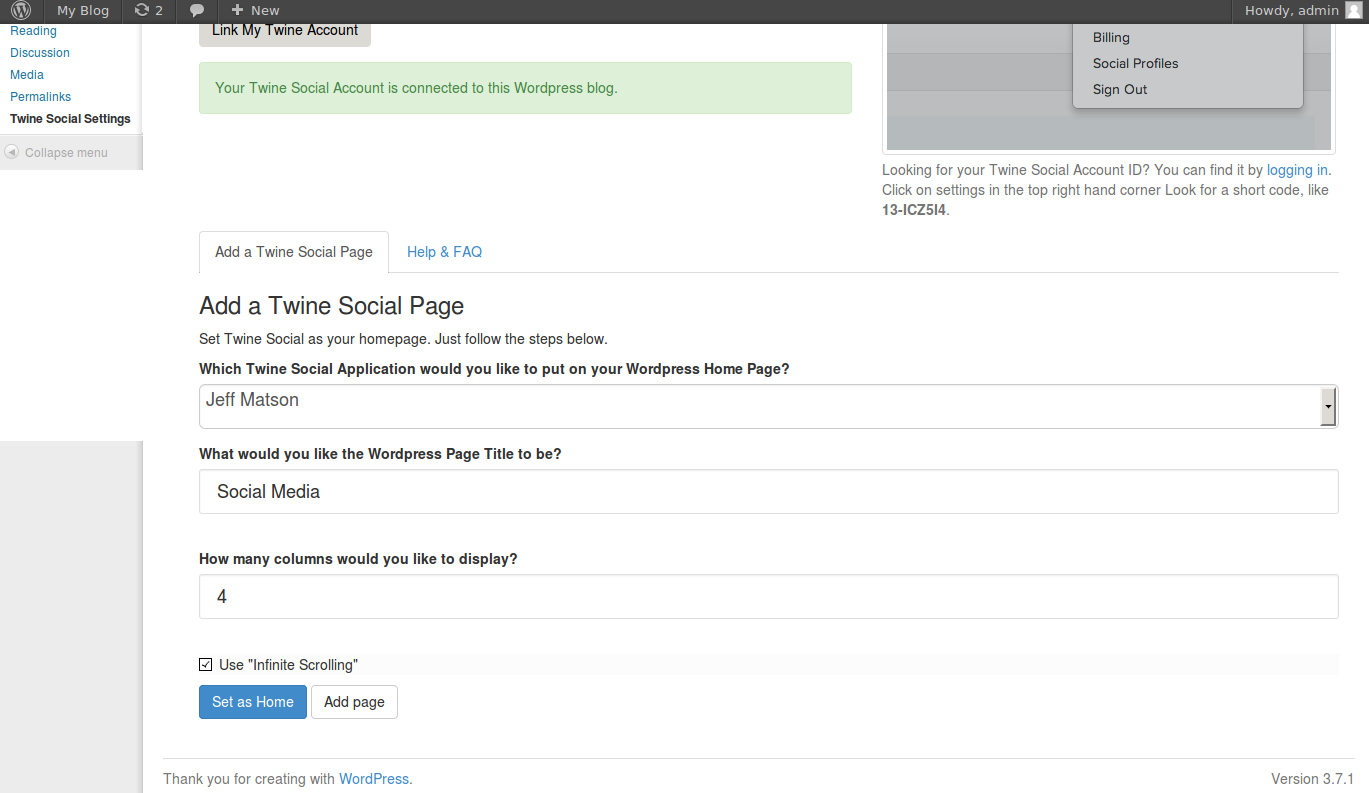 My Blog 2 New Howdy, admin
Reading
Discussion
Media
Permalinks
Twine Social Settings
Collapse menu
Link My Twine Account
Your Twine Social Account is connected to this Wordpress blog.
Billing
Social Profiles
Sign Out
Looking for your Twine Social Account ID? You can find it by logging in.
Click on settings in the top right hand corner Look for a short code, like
13-ICZ5I4.
Add a Twine Social Page Help & FAQ
Add a Twine Social Page
Set Twine Social as your homepage. Just follow the steps below.
Which Twine Social Application would you like to put on your Wordpress Home Page?
Jeff Matson
What would you like the Wordpress Page Title to be?
Social Media
How many columns would you like to display?
4
Use "Infinite Scrolling"
Set as Home Add page
Thank you for creating with WordPress. Version 3.7.1